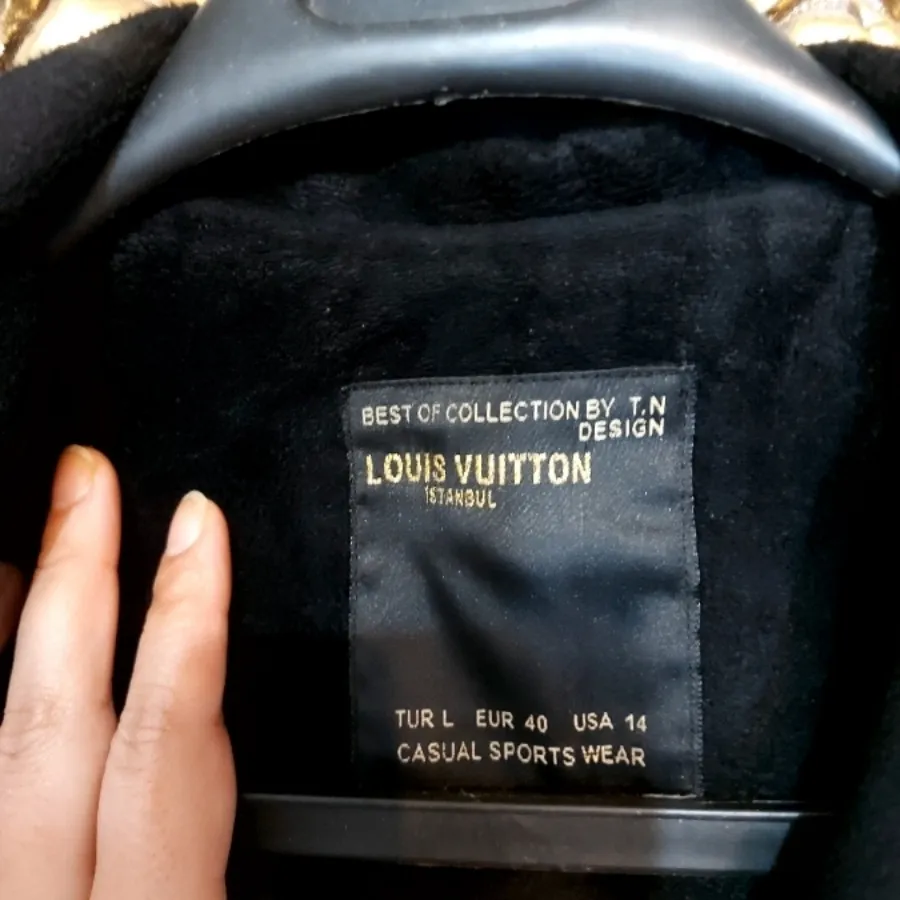 BEST OF COLLECTION BY T.N
DESIGN
LOUIS VUITTON
ISTANBUL
TUR L EUR 40 USA 14
CASUAL SPORTS WEAR